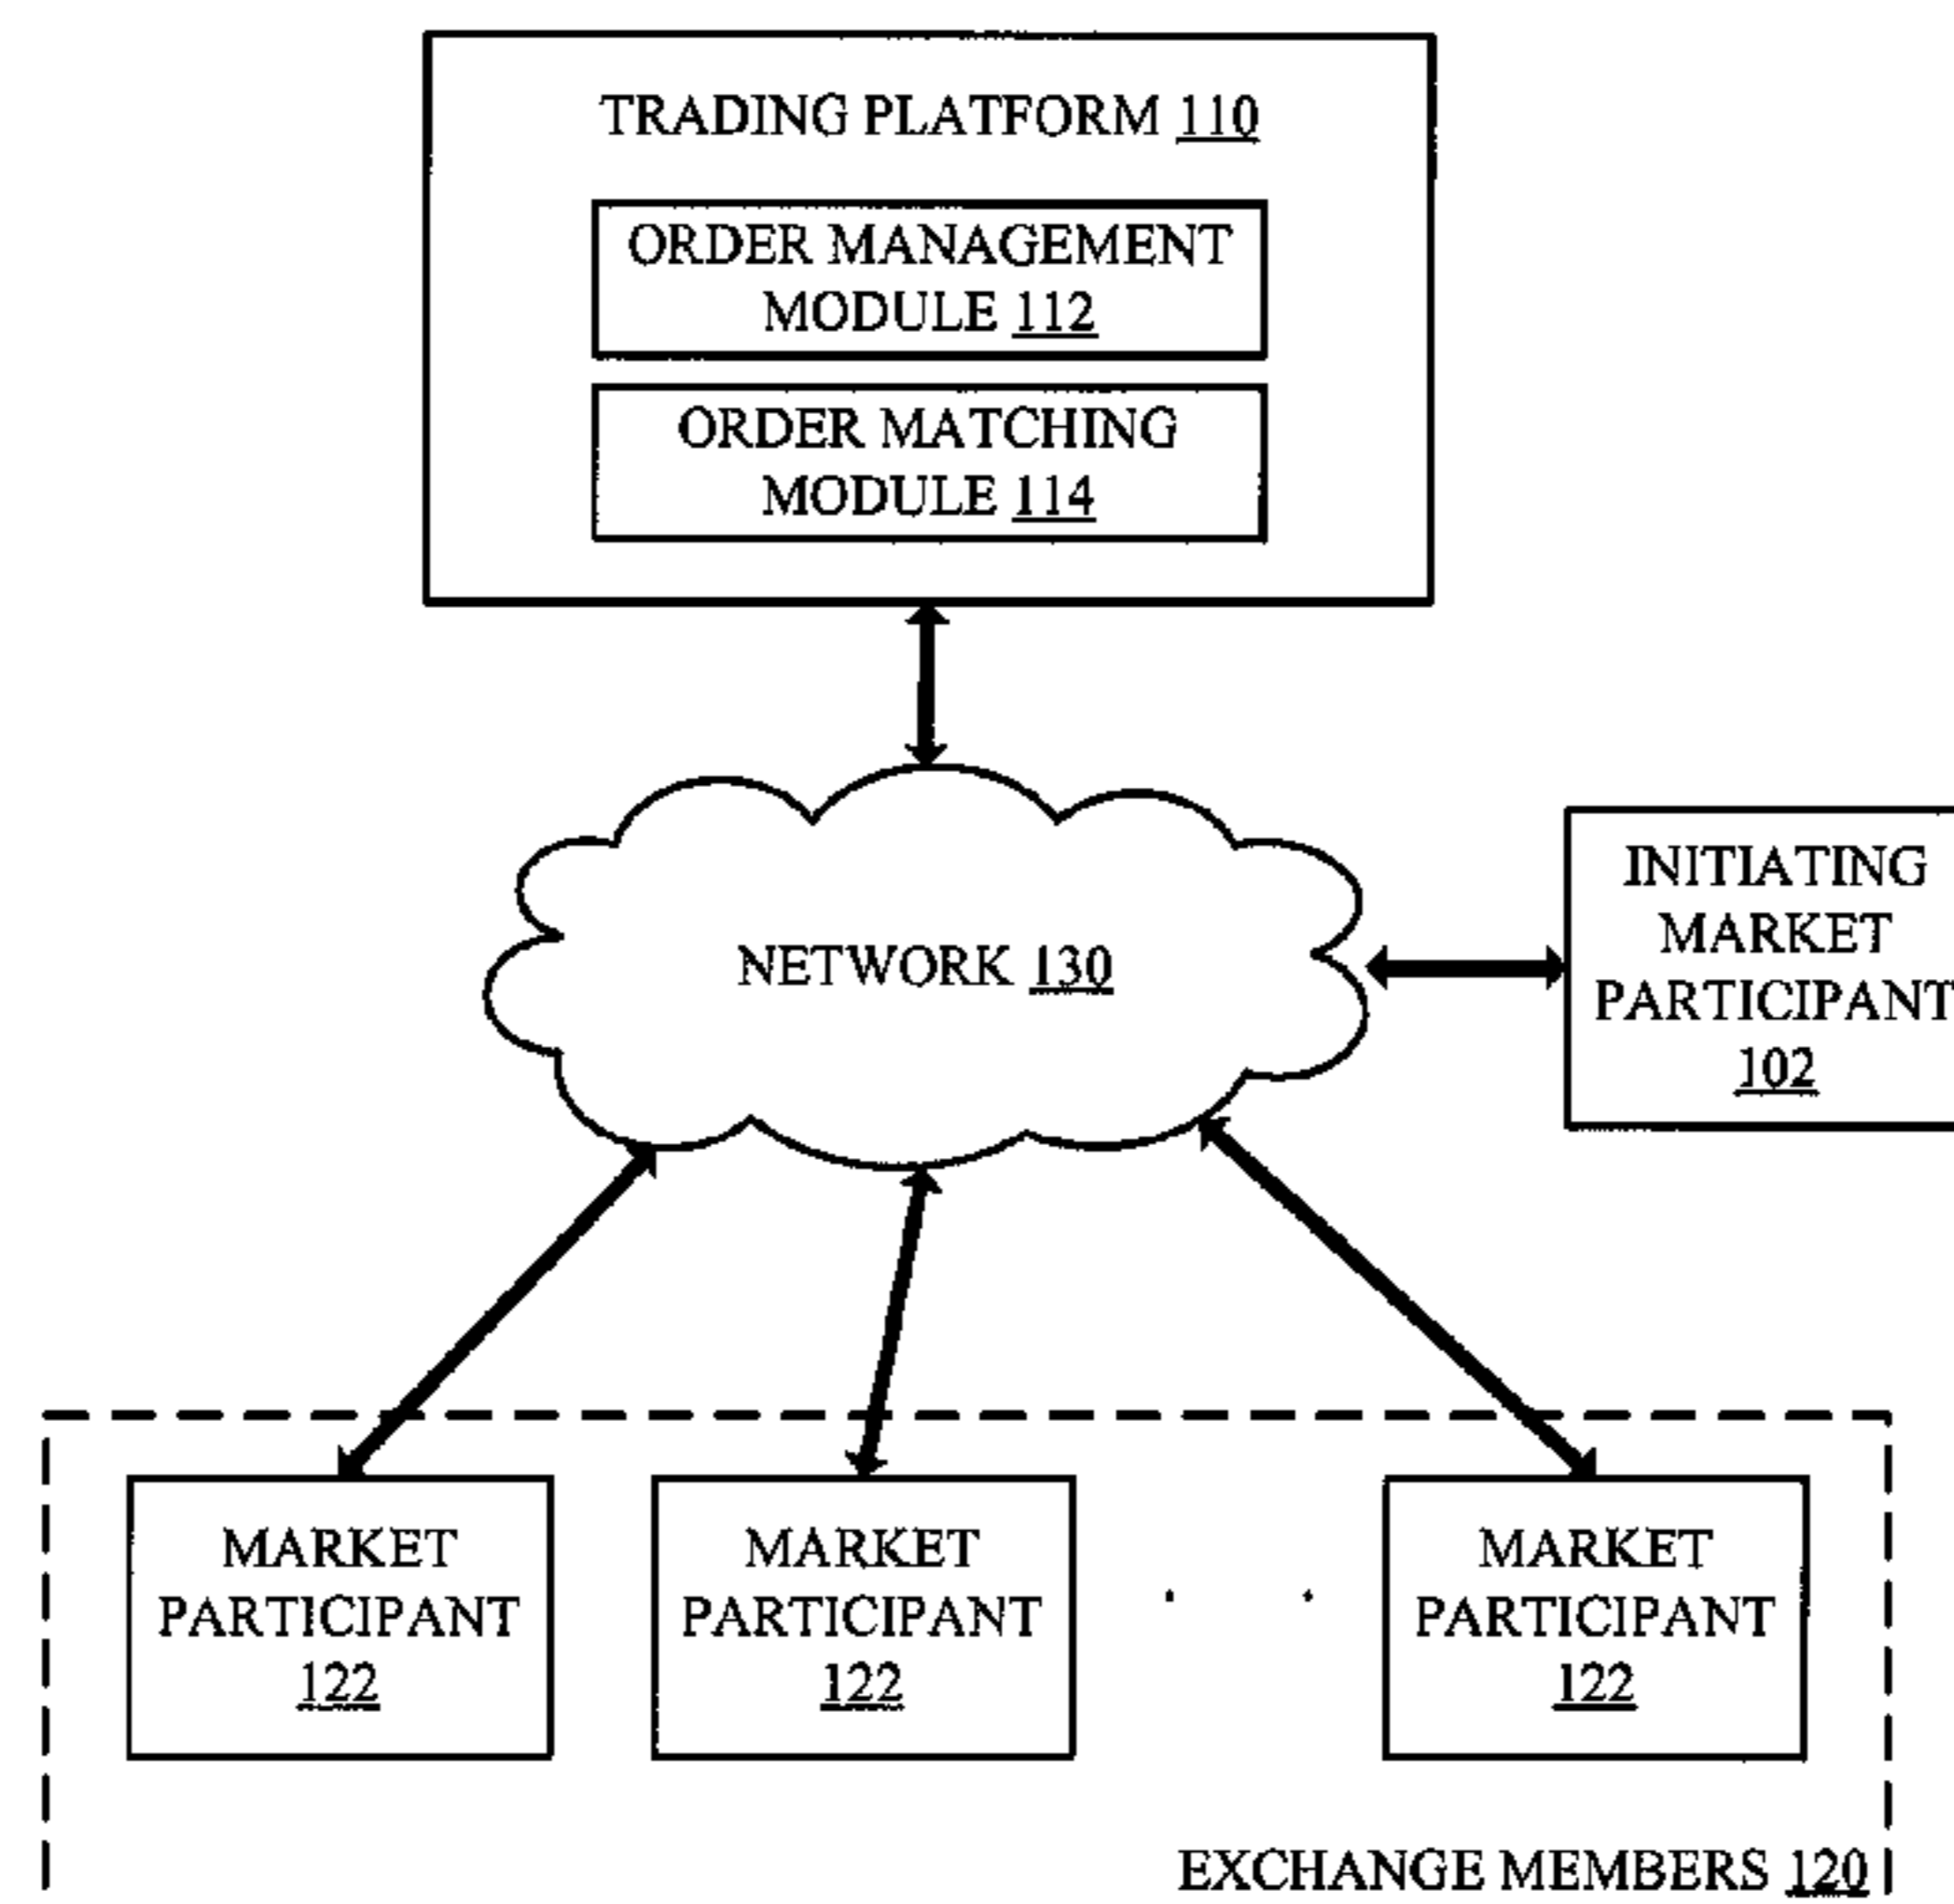 TRADING PLATFORM 110
ORDER MANAGEMENT
MODULE 112
ORDER MATCHING
MODULE 114
NETWORK 130
INITIATING
MARKET
PARTICIPANT
102
MARKET
PARTICIPANT
122
MARKET
PARTICIPANT
122
MARKET
PARTICIPANT
122
EXCHANGE MEMBERS 120